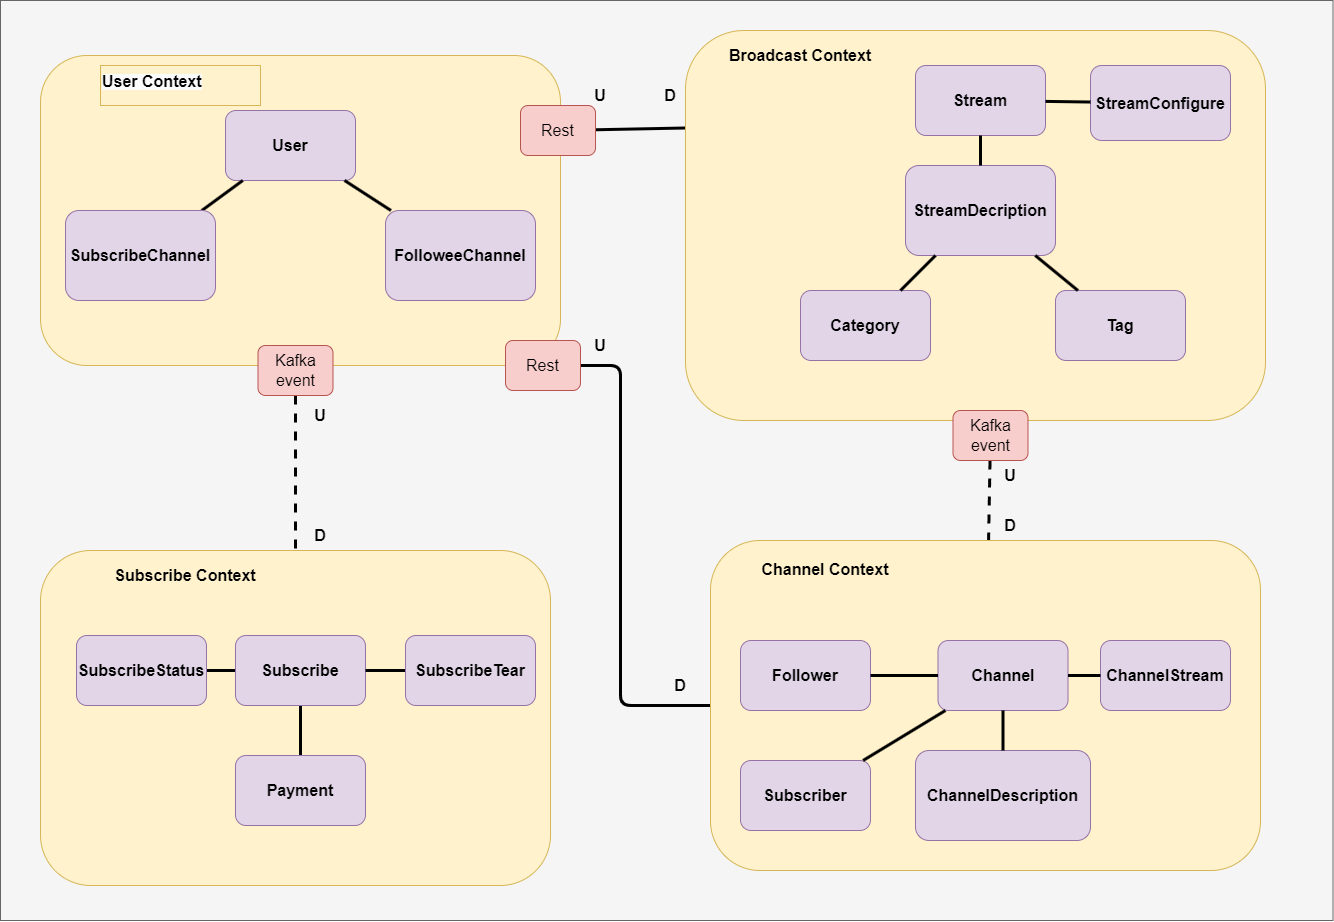 User Context
User
SubscribeChannel
FolloweeChannel
Rest
U
D
Broadcast Context
Stream
StreamConfigure
StreamDecription
Category
Tag
Kafka
event
U
D
Rest
U
D
Kafka
event
U
D
Subscribe Context
SubscribeStatus
Subscribe
SubscribeTear
Payment
Channel Context
Follower
Channel
ChannelStream
Subscriber
ChannelDescription